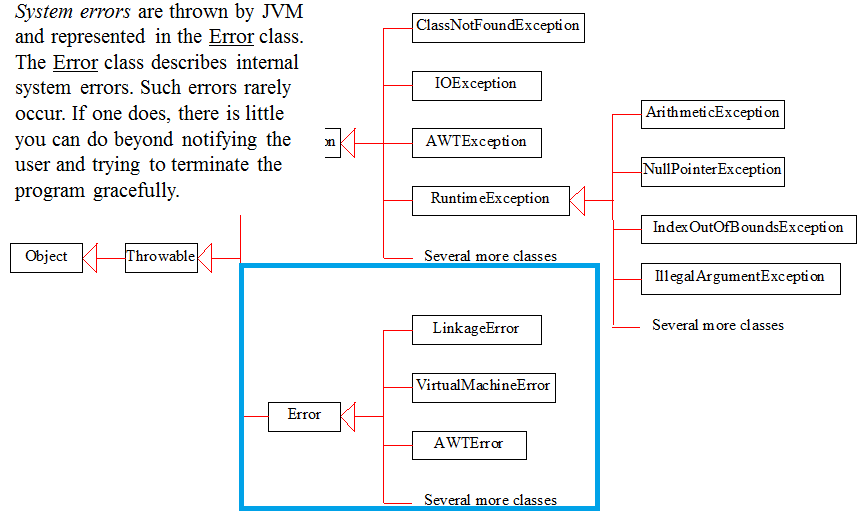 System errors are thrown by JVM
and represented in the Error class.
The Error class describes internal
system errors. Such errors rarely
occur. If one does, there is little
you can do beyond notifying the
user and trying to terminate the
program gracefully.
ClassNotFoundException
IOException
AWTException
RuntimeException
Several more classes
ArithmeticException
NullPointerException
IndexOutOfBoundsException
IllegalArgumentException
Several more classes
Object
Throwable
Error
LinkageError
VirtualMachineError
AWTError
Several more classes